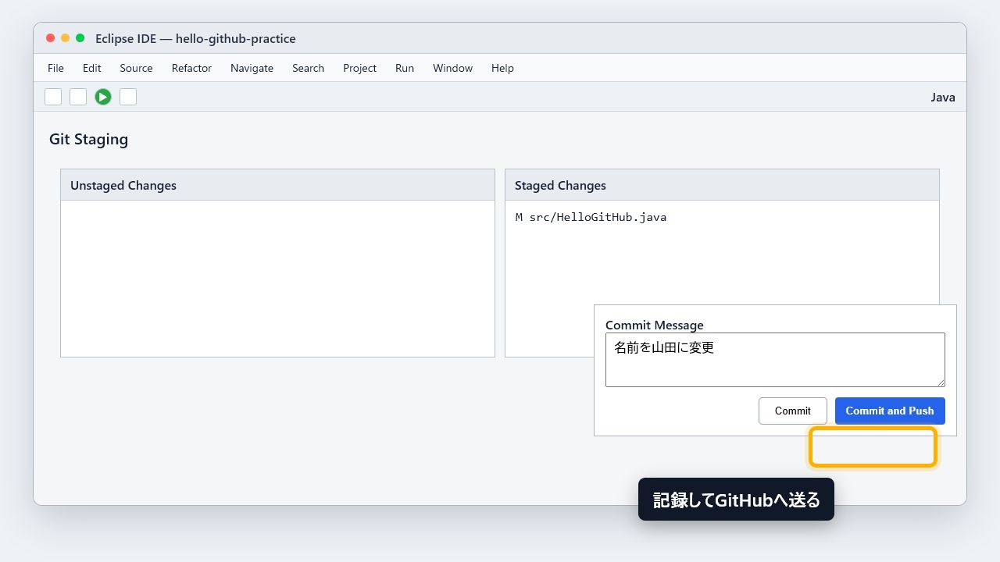 Eclipse IDE — hello-github-practice
File Edit Source Refactor Navigate Search Project Run Window Help
Java
Git Staging
Unstaged Changes
Staged Changes
M src/HelloGitHub.java
Commit Message
名前を山田に変更
Commit
Commit and Push
記録してGitHubへ送る